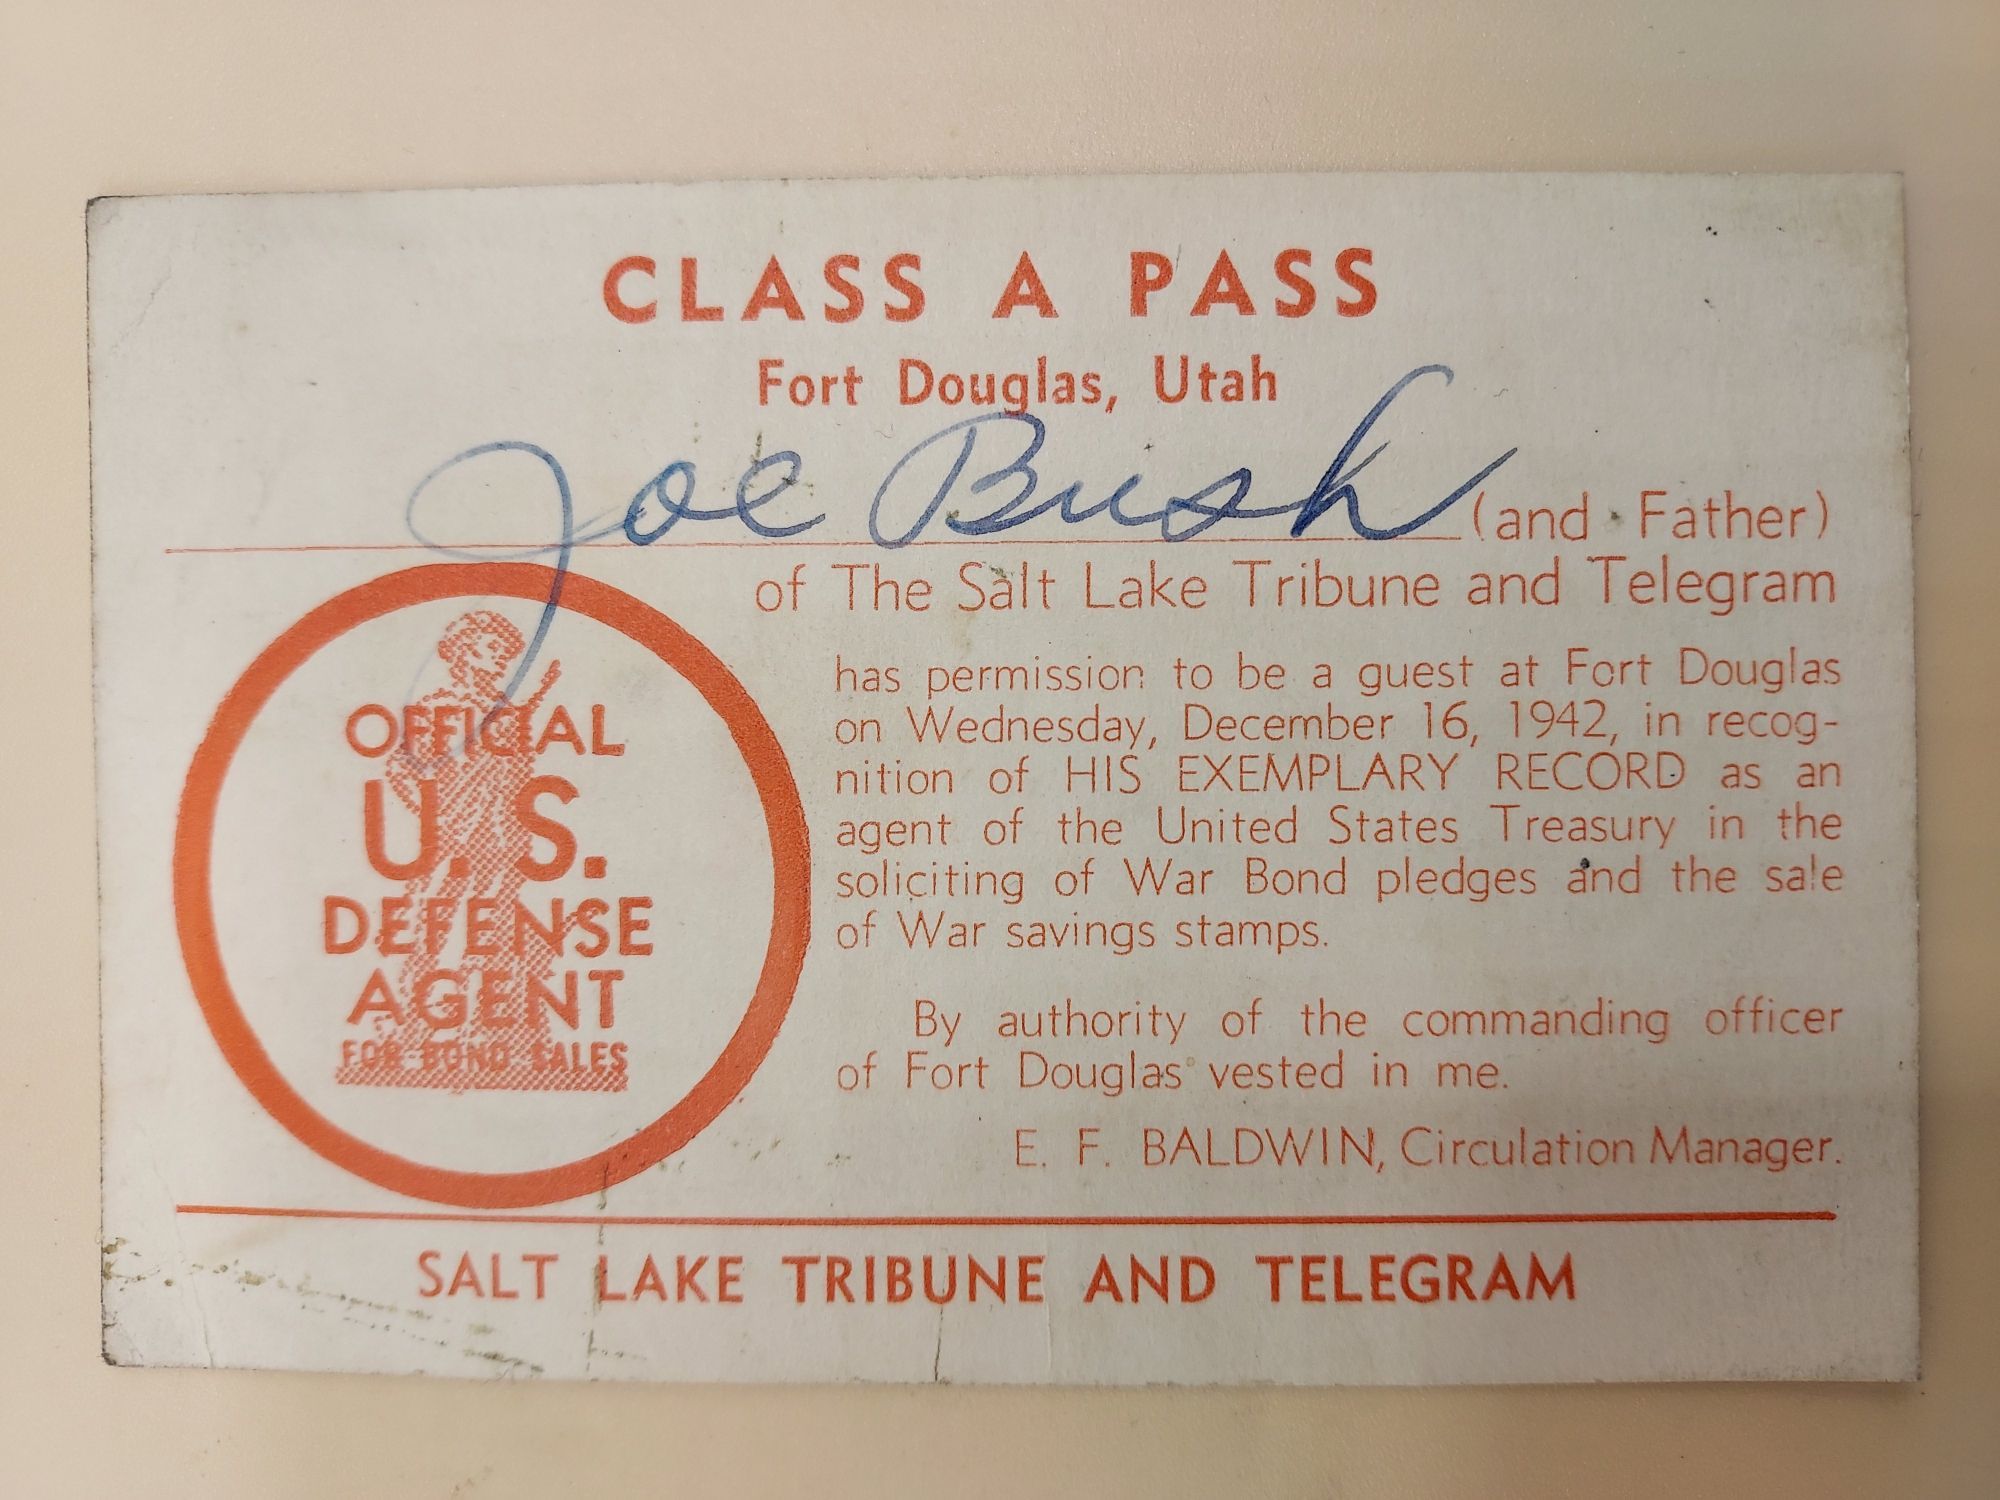 CLASS A PASS
Fort Douglas, Utah
Joe Bush (and Father)
of The Salt Lake Tribune and Telegram
has permission to be a guest at Fort Douglas
on Wednesday, December 16, 1942, in recog-
nition of HIS EXEMPLARY RECORD as an
agent of the United States Treasury in the
soliciting of War Bond pledges and the sale
of War savings stamps.
By authority of the commanding officer
of Fort Douglas vested in me.
E. F. BALDWIN, Circulation Manager.
OFFICIAL
U. S.
DEFENSE
AGENT
FOR BOND SALES
SALT LAKE TRIBUNE AND TELEGRAM